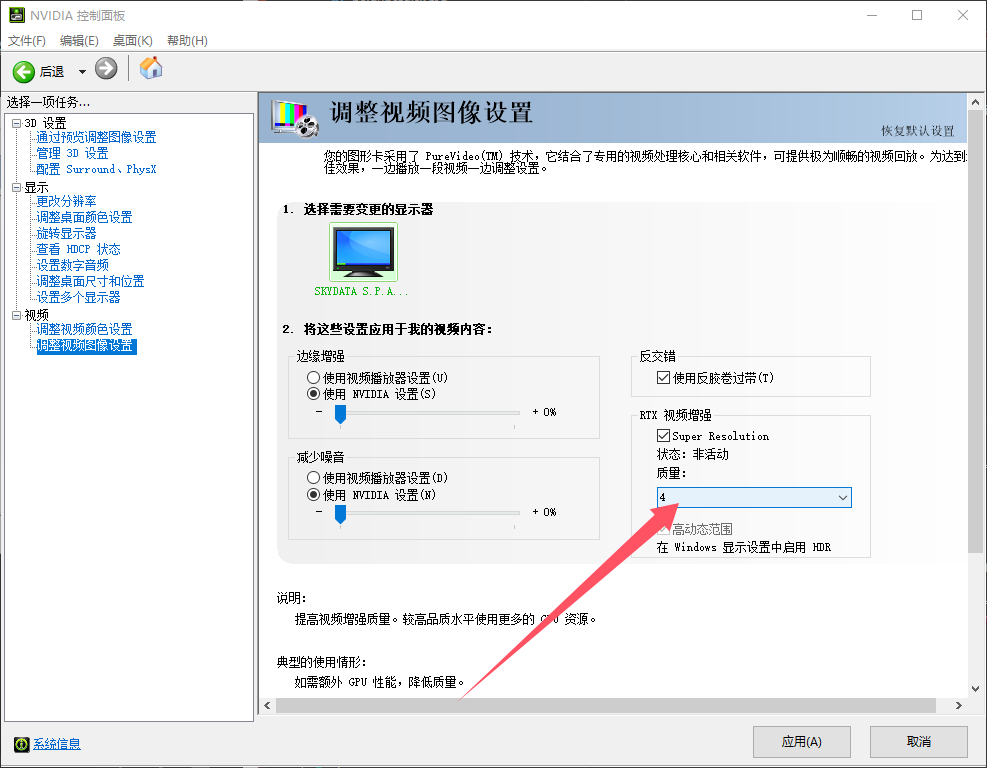 NVIDIA 控制面板
文件(F) 编辑(E) 桌面(K) 帮助(H)
后退
选择一项任务...
3D 设置
通过预览调整图像设置
管理 3D 设置
配置 Surround、PhysX
显示
更改分辨率
调整桌面颜色设置
旋转显示器
查看 HDCP 状态
设置数字音频
调整桌面尺寸和位置
设置多个显示器
视频
调整视频颜色设置
调整视频图像设置
系统信息
调整视频图像设置
恢复默认设置
您的图形卡采用了 PureVideo(TM) 技术，它结合了专用的视频处理核心和相关软件，可提供极为顺畅的视频回放。为达到
佳效果，一边播放一段视频一边调整设置。
1. 选择需要变更的显示器
SKYDATA S.P.A...
2. 将这些设置应用于我的视频内容:
边缘增强
使用视频播放器设置(U)
使用 NVIDIA 设置(S)
- + 0%
减少噪音
使用视频播放器设置(D)
使用 NVIDIA 设置(N)
- + 0%
反交错
使用反胶卷过带(T)
RTX 视频增强
Super Resolution
状态: 非活动
质量:
4
高动态范围
在 Windows 显示设置中启用 HDR
说明:
提高视频增强质量。较高品质水平使用更多的 GPU 资源。
典型的使用情形:
如需额外 GPU 性能，降低质量。
应用(A)
取消